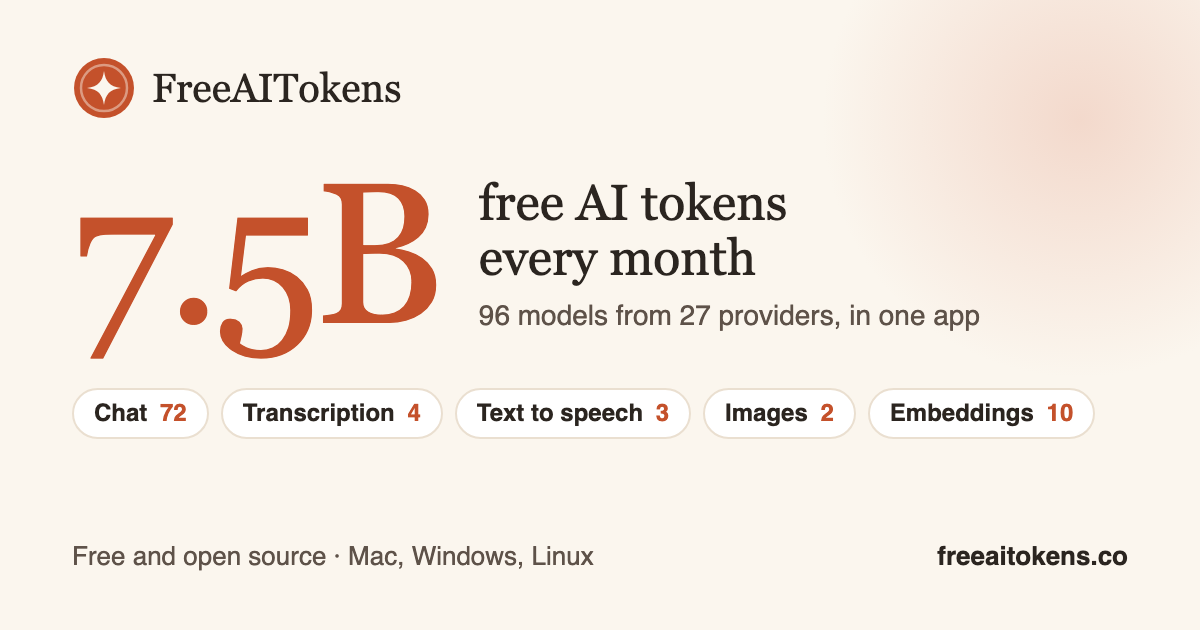 FreeAITokens
7.5B
free AI tokens
every month
96 models from 27 providers, in one app
Chat 72
Transcription 4
Text to speech 3
Images 2
Embeddings 10
Free and open source · Mac, Windows, Linux
freeaitokens.co